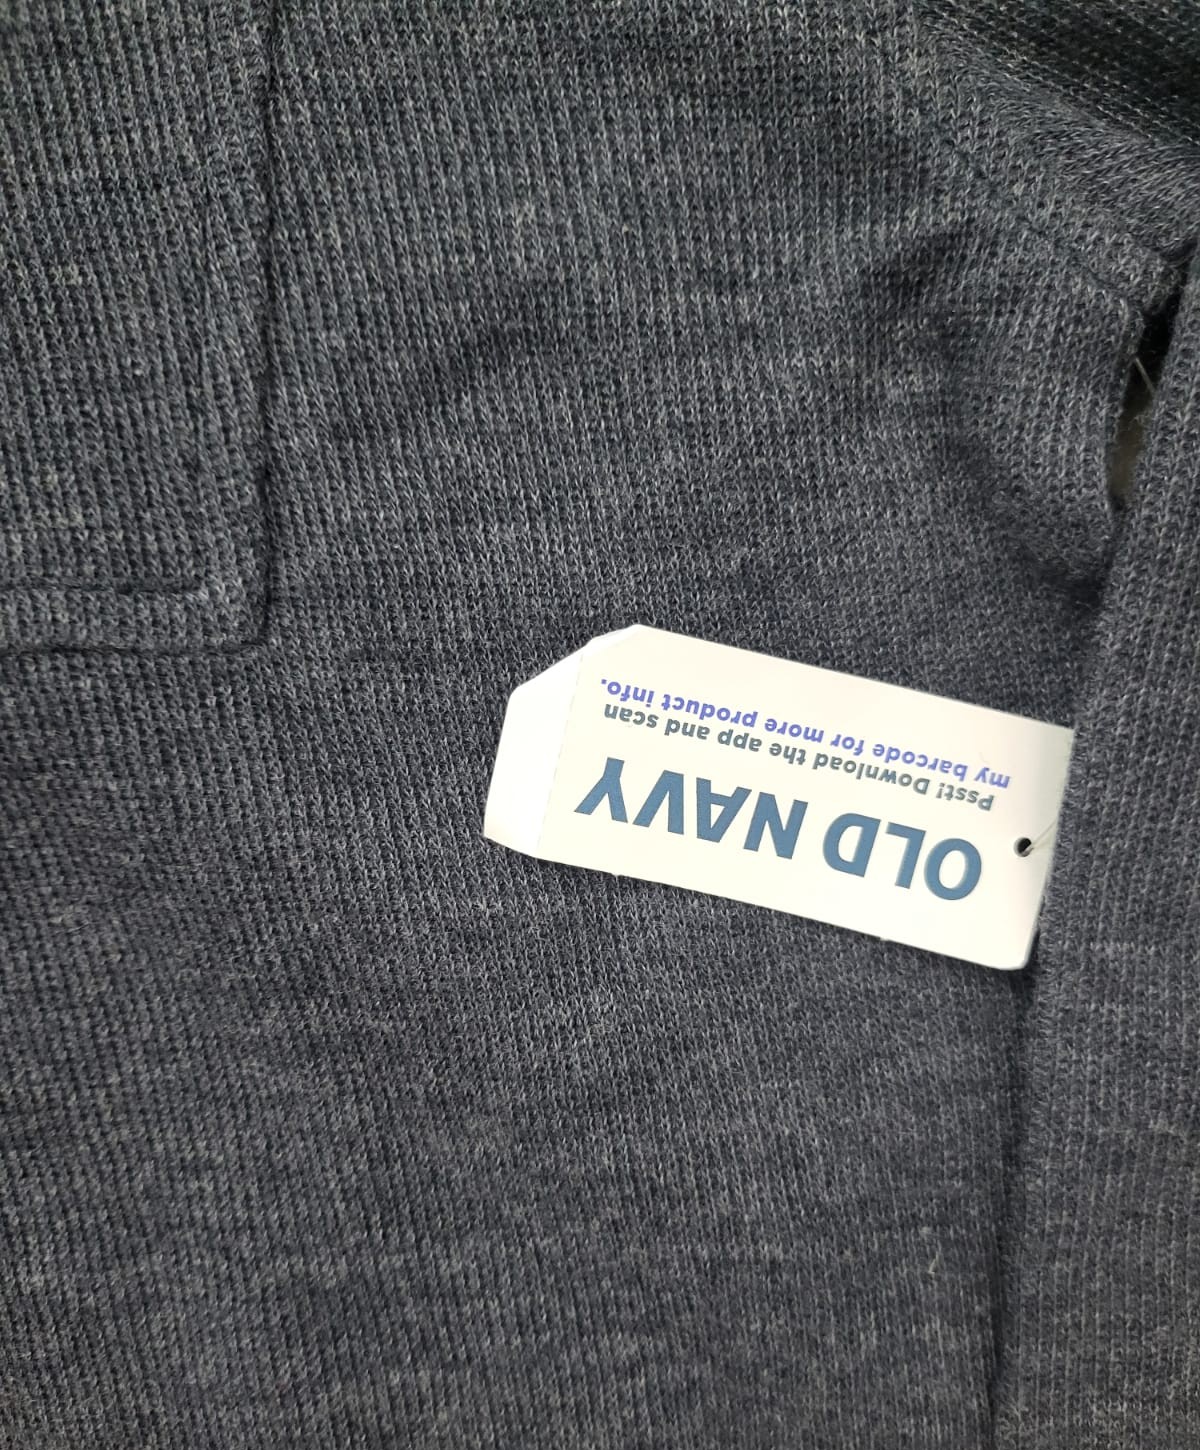 OLD NAVY
Psst! Download the app and scan
my barcode for more product info.